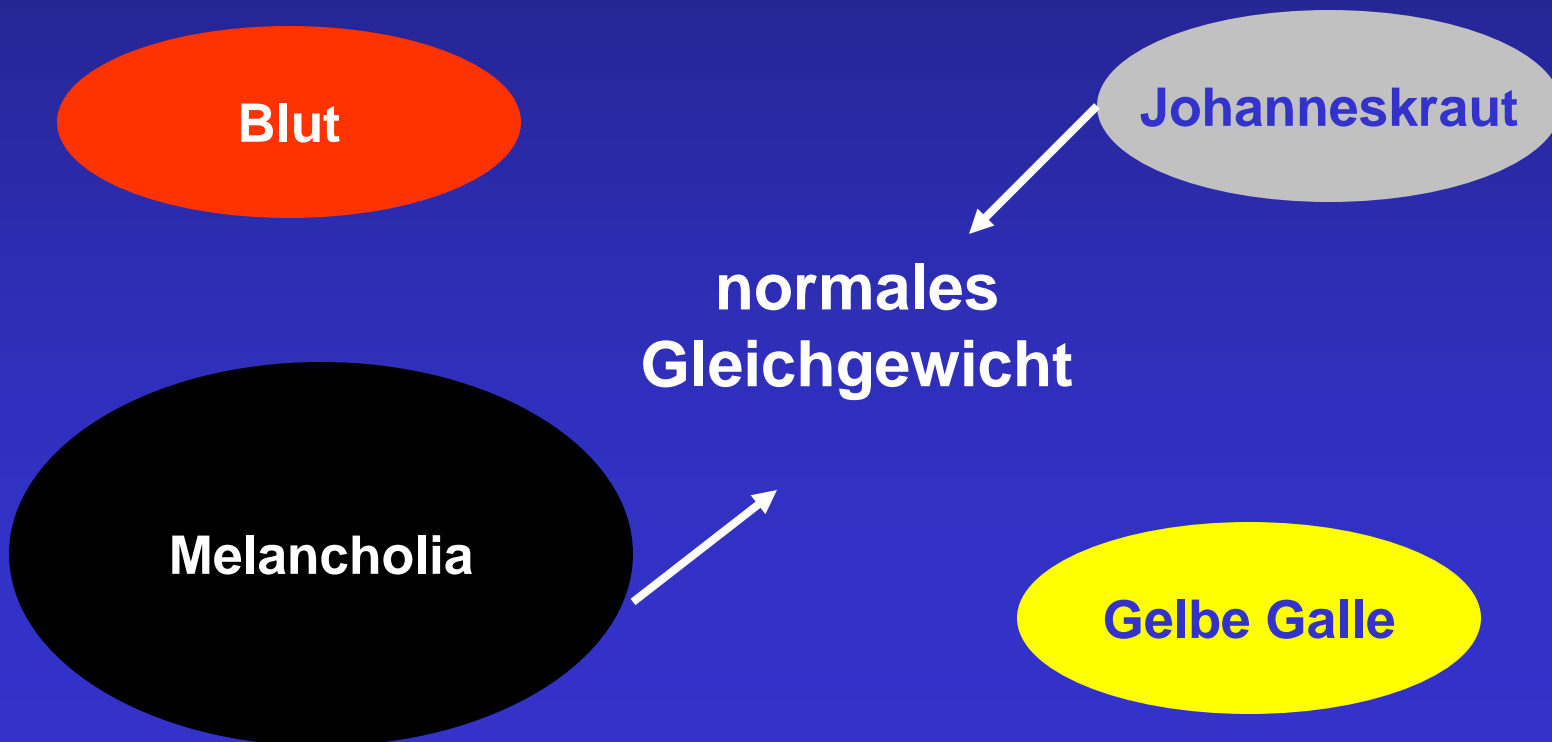 Blut
Johanneskraut
normales
Gleichgewicht
Melancholia
Gelbe Galle